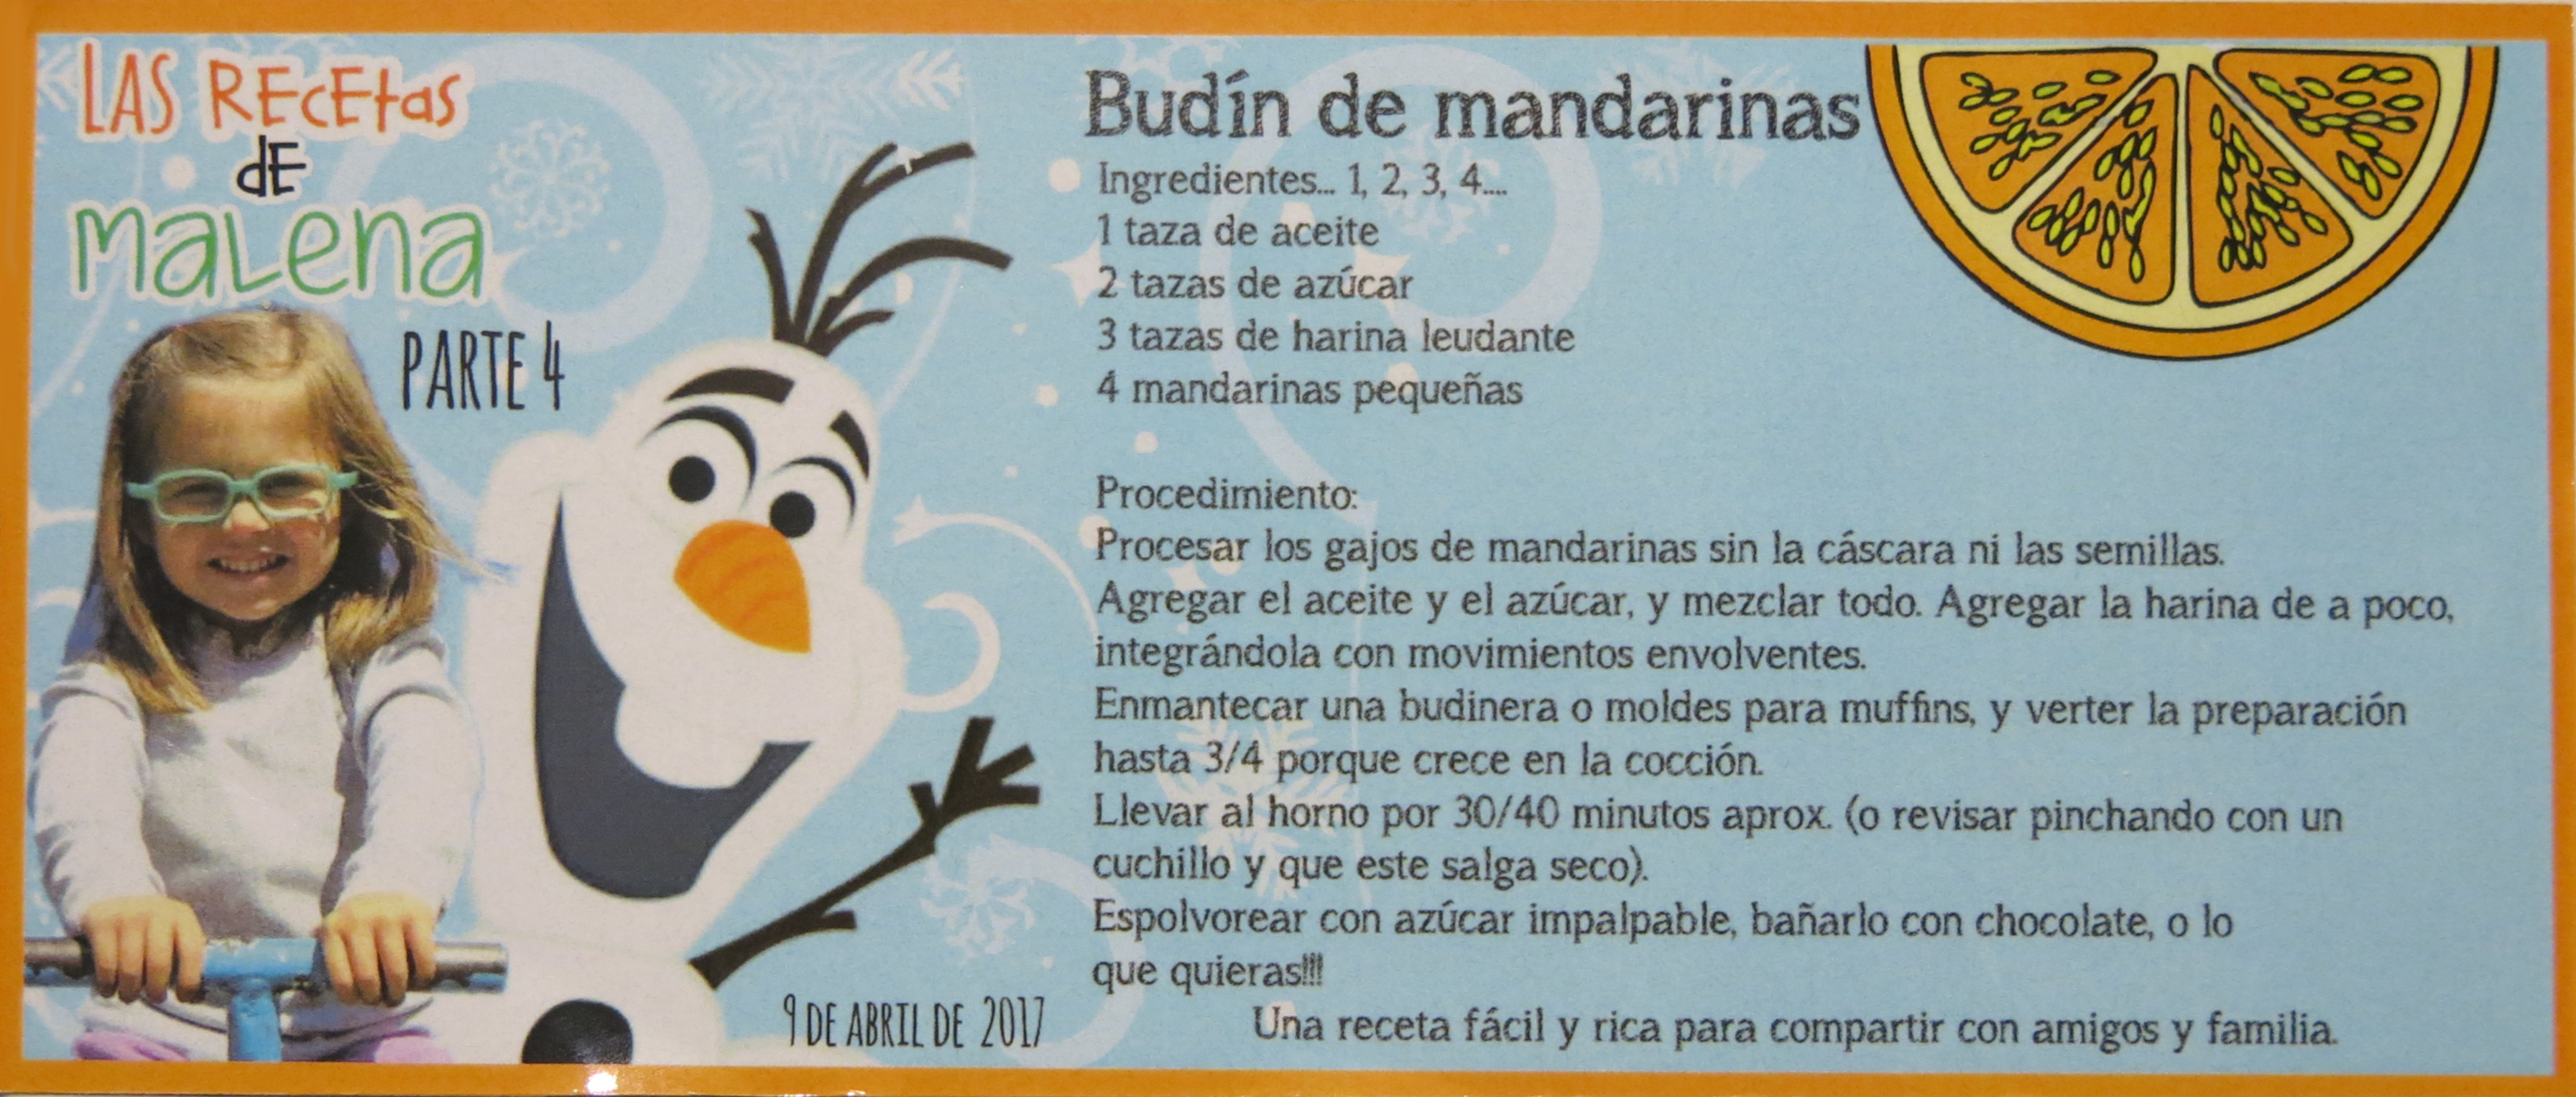 LAS RECEtas
dE
maLena
PARTE 4
9 DE ABRIL DE 2017
Budín de mandarinas
Ingredientes... 1, 2, 3, 4....
1 taza de aceite
2 tazas de azúcar
3 tazas de harina leudante
4 mandarinas pequeñas
Procedimiento:
Procesar los gajos de mandarinas sin la cáscara ni las semillas.
Agregar el aceite y el azúcar, y mezclar todo. Agregar la harina de a poco,
integrándola con movimientos envolventes.
Enmantecar una budinera o moldes para muffins, y verter la preparación
hasta 3/4 porque crece en la cocción.
Llevar al horno por 30/40 minutos aprox. (o revisar pinchando con un
cuchillo y que este salga seco).
Espolvorear con azúcar impalpable, bañarlo con chocolate, o lo
que quieras!!!
Una receta fácil y rica para compartir con amigos y familia.